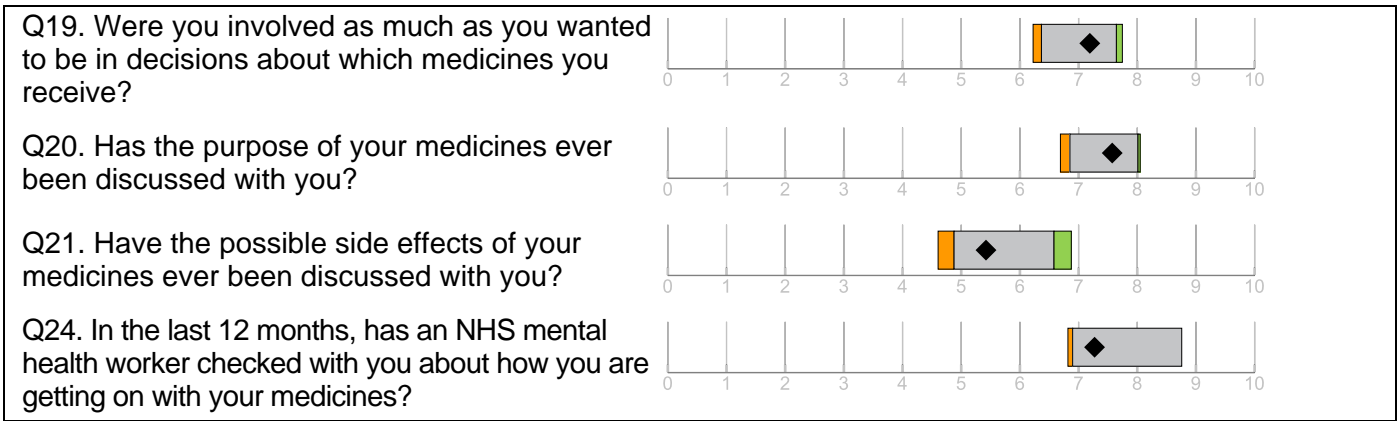 Q19. Were you involved as much as you wanted
to be in decisions about which medicines you
receive?
0 1 2 3 4 5 6 7 8 9 10
Q20. Has the purpose of your medicines ever
been discussed with you?
0 1 2 3 4 5 6 7 8 9 10
Q21. Have the possible side effects of your
medicines ever been discussed with you?
0 1 2 3 4 5 6 7 8 9 10
Q24. In the last 12 months, has an NHS mental
health worker checked with you about how you are
getting on with your medicines?
0 1 2 3 4 5 6 7 8 9 10